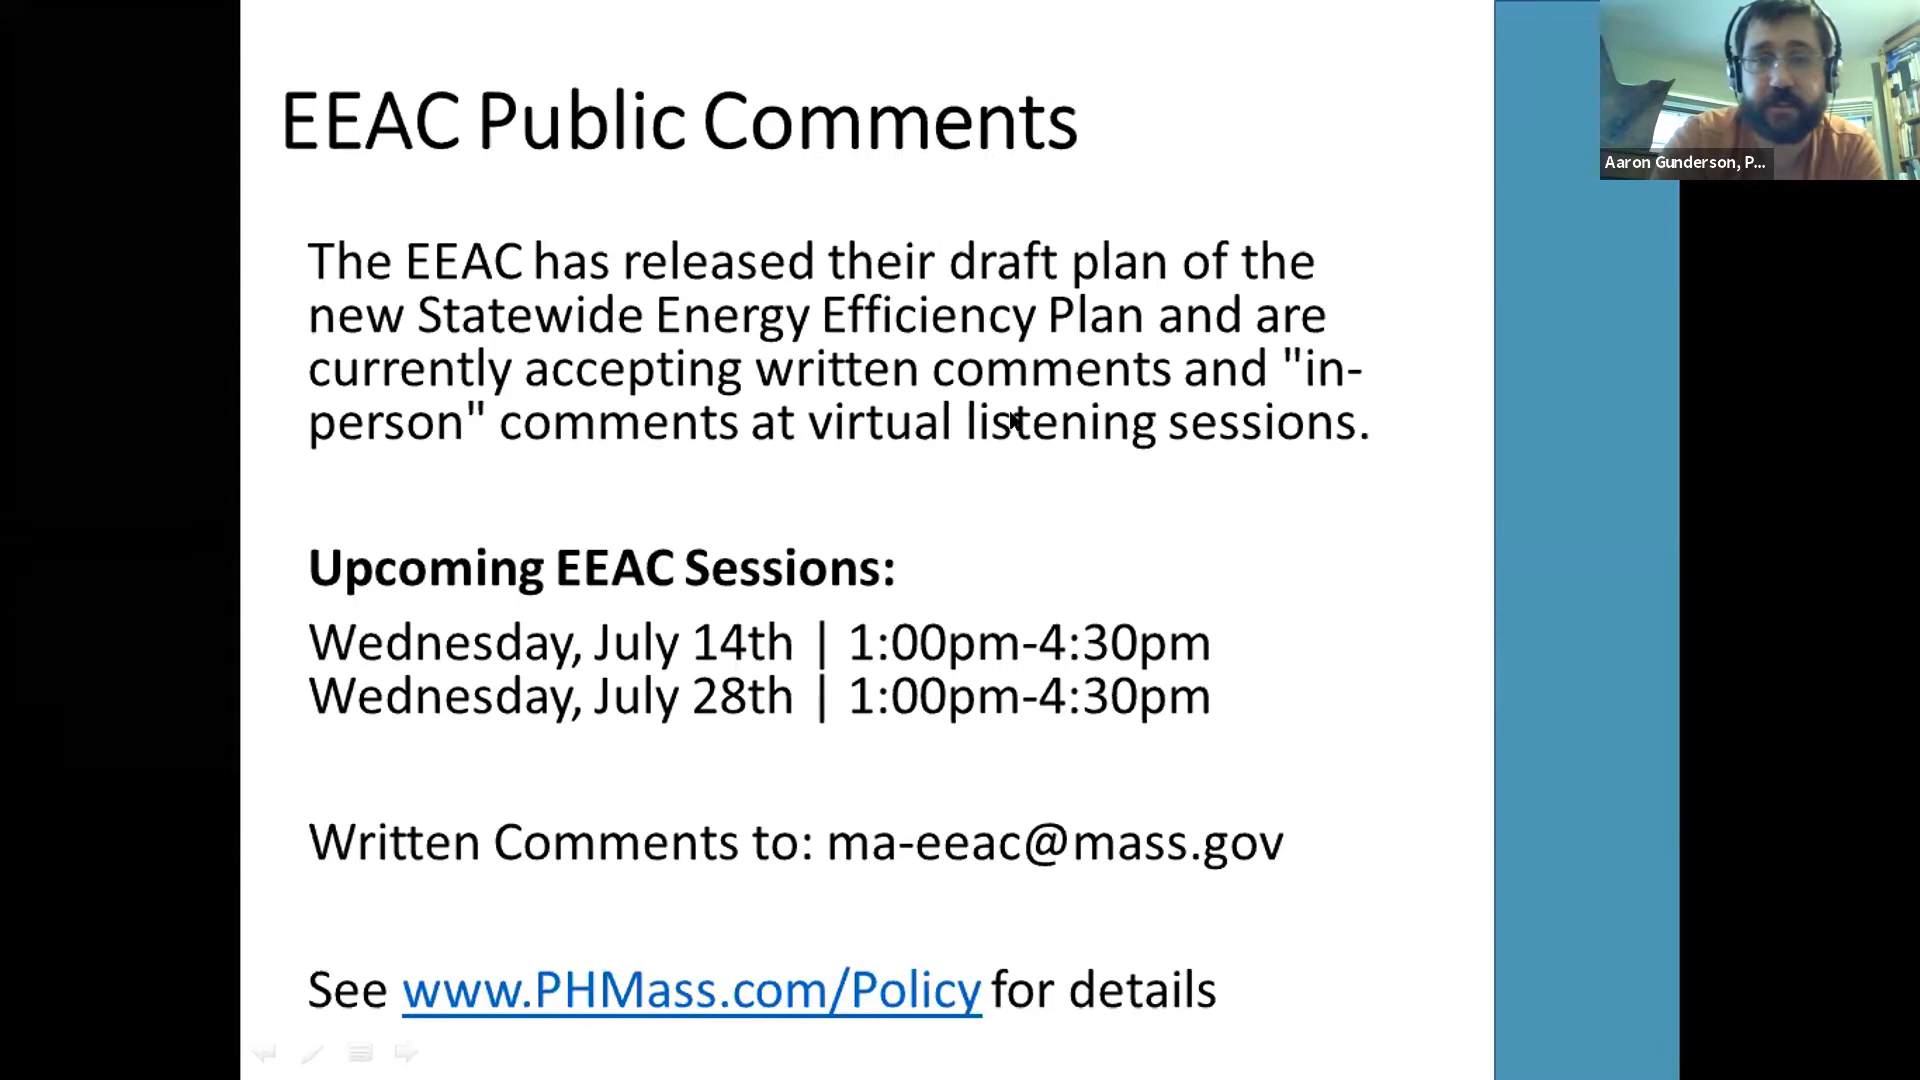 EEAC Public Comments
Aaron Gunderson, P...
The EEAC has released their draft plan of the
new Statewide Energy Efficiency Plan and are
currently accepting written comments and "in-
person" comments at virtual listening sessions.
Upcoming EEAC Sessions:
Wednesday, July 14th | 1:00pm-4:30pm
Wednesday, July 28th | 1:00pm-4:30pm
Written Comments to: ma-eeac@mass.gov
See www.PHMass.com/Policy for details